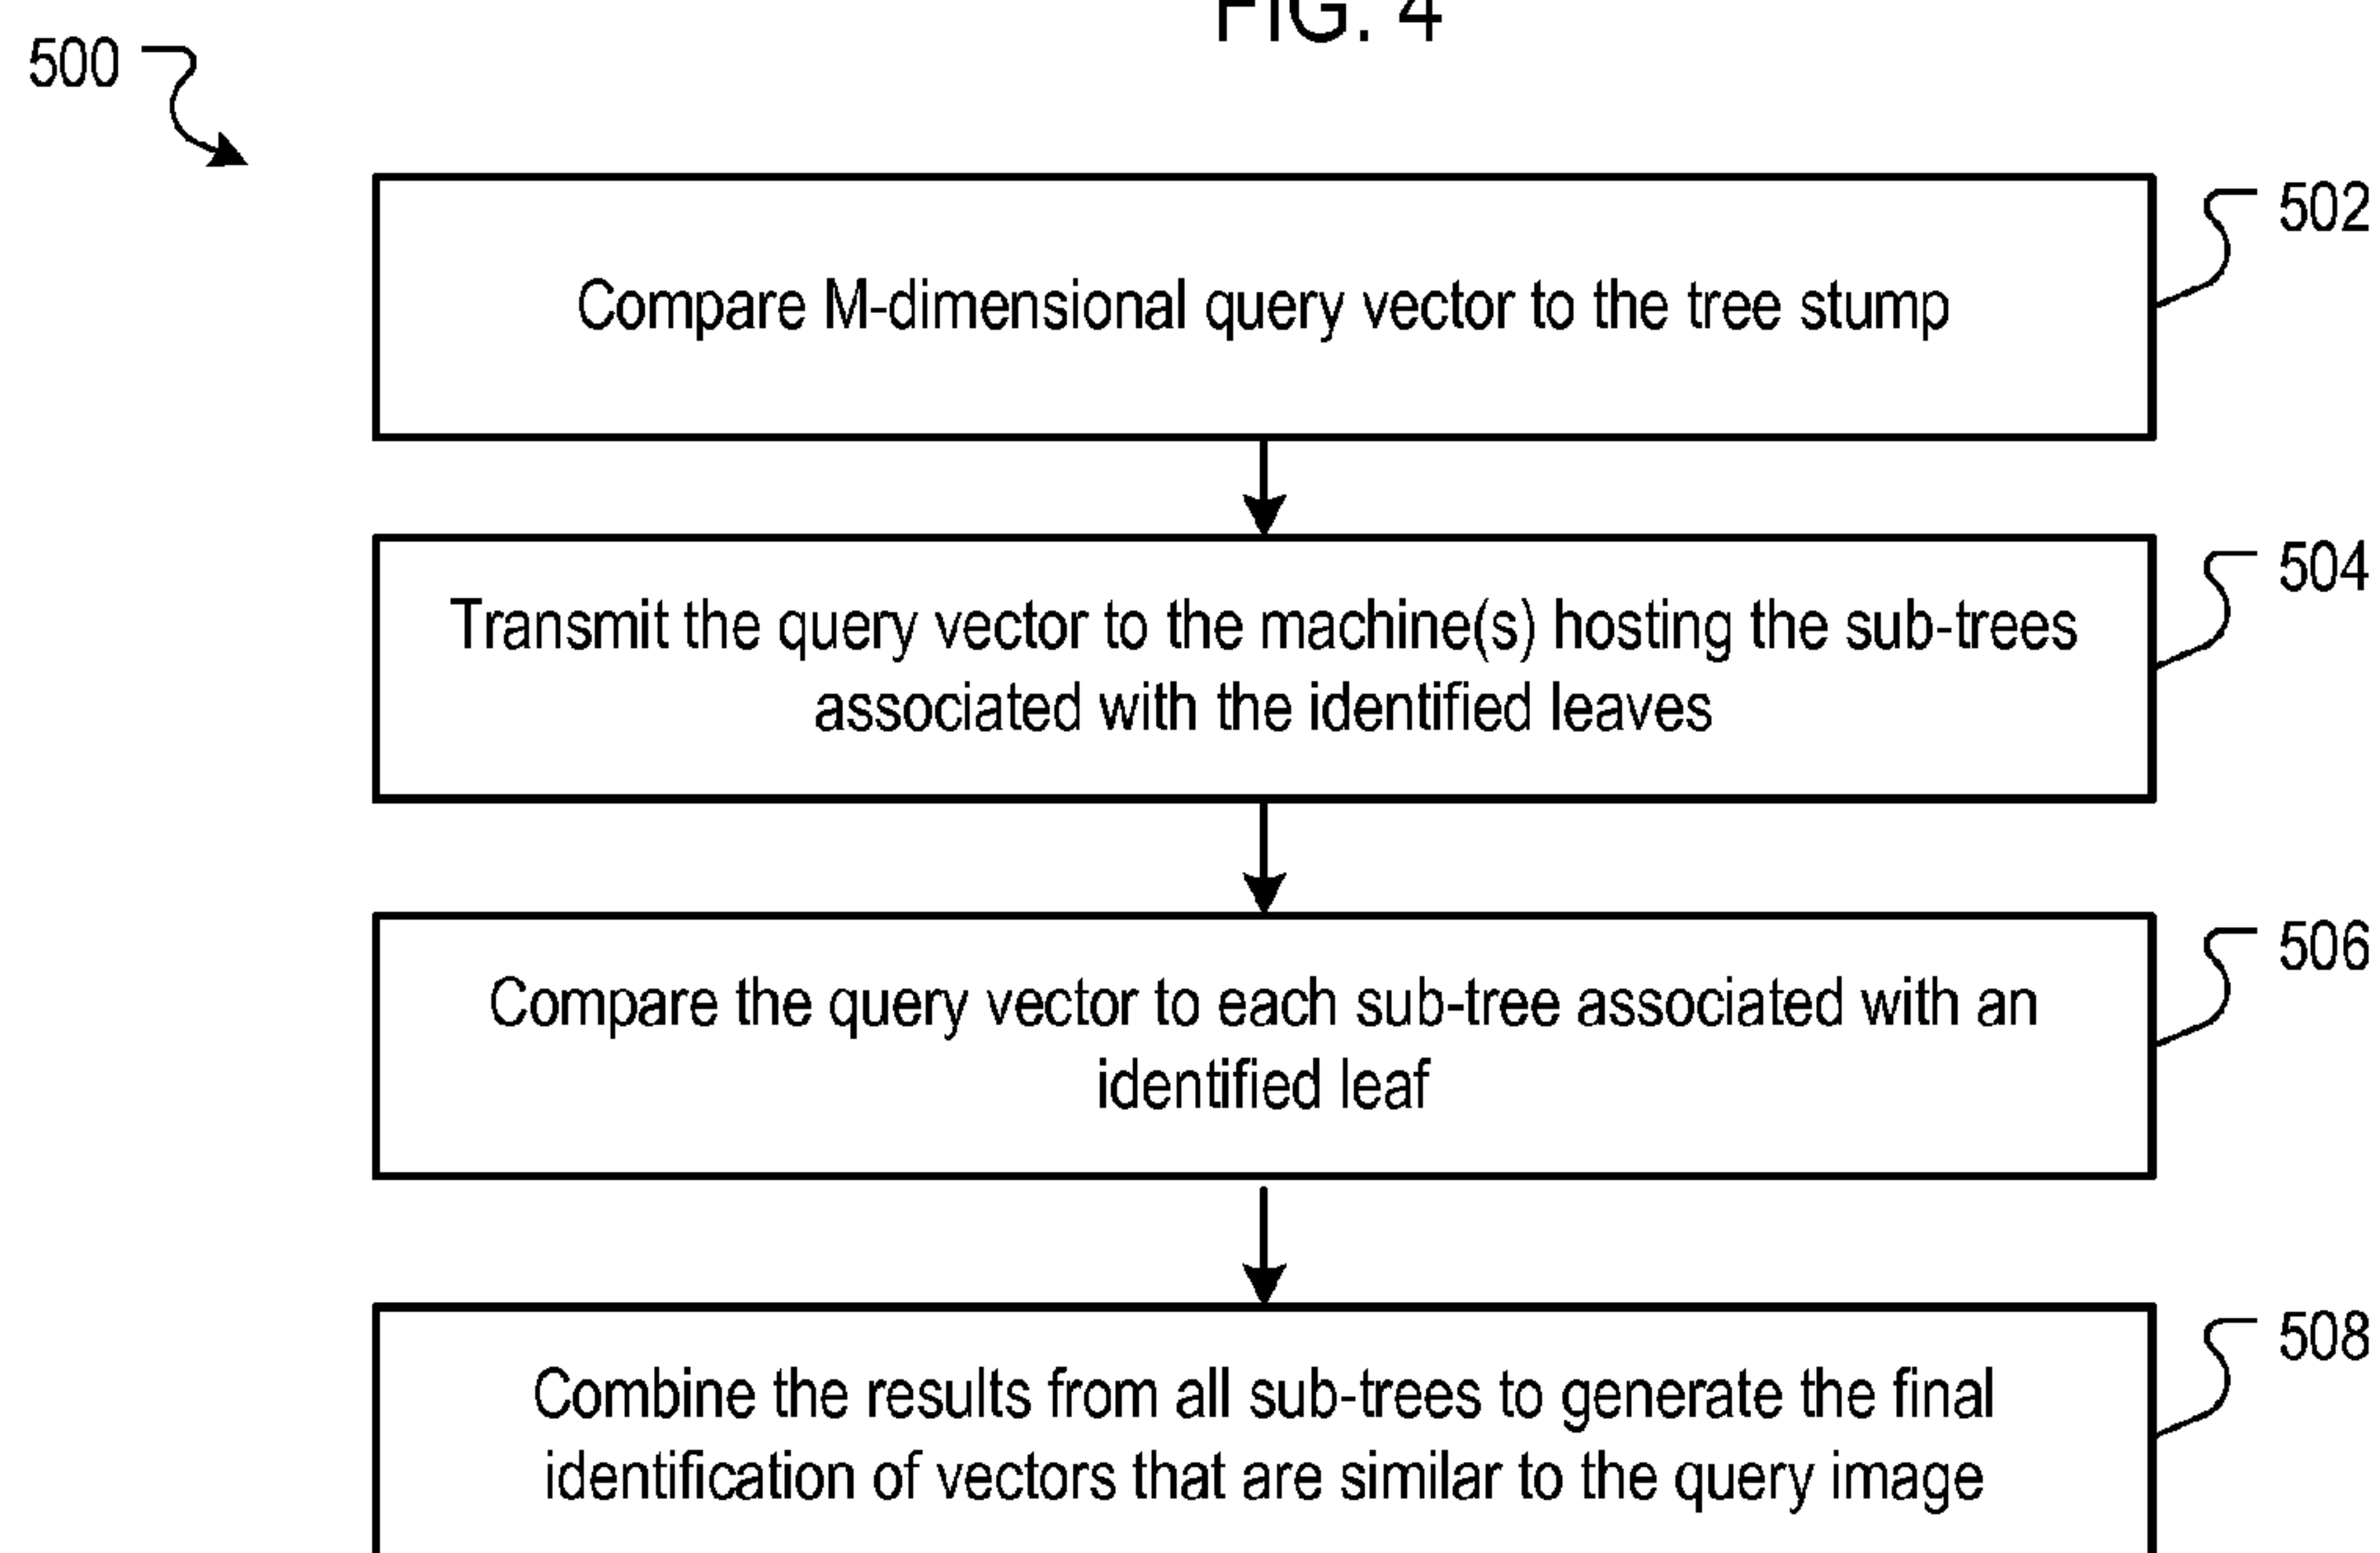 FIG. 4
500
502
Compare M-dimensional query vector to the tree stump
504
Transmit the query vector to the machine(s) hosting the sub-trees
associated with the identified leaves
506
Compare the query vector to each sub-tree associated with an
identified leaf
508
Combine the results from all sub-trees to generate the final
identification of vectors that are similar to the query image